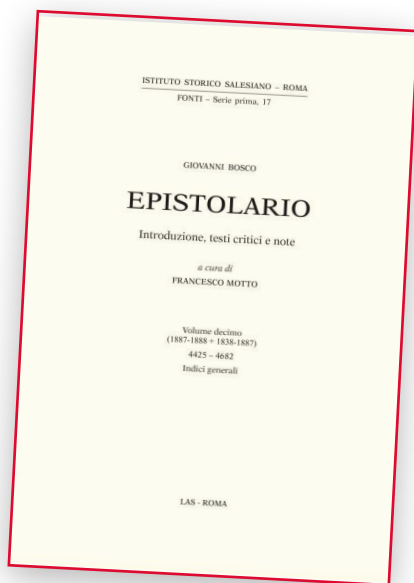 ISTITUTO STORICO SALESIANO – ROMA
FONTI – Serie prima, 17
GIOVANNI BOSCO
EPISTOLARIO
Introduzione, testi critici e note
a cura di
FRANCESCO MOTTO
Volume decimo
(1887-1888 + 1838-1887)
4425 – 4682
Indici generali
LAS - ROMA